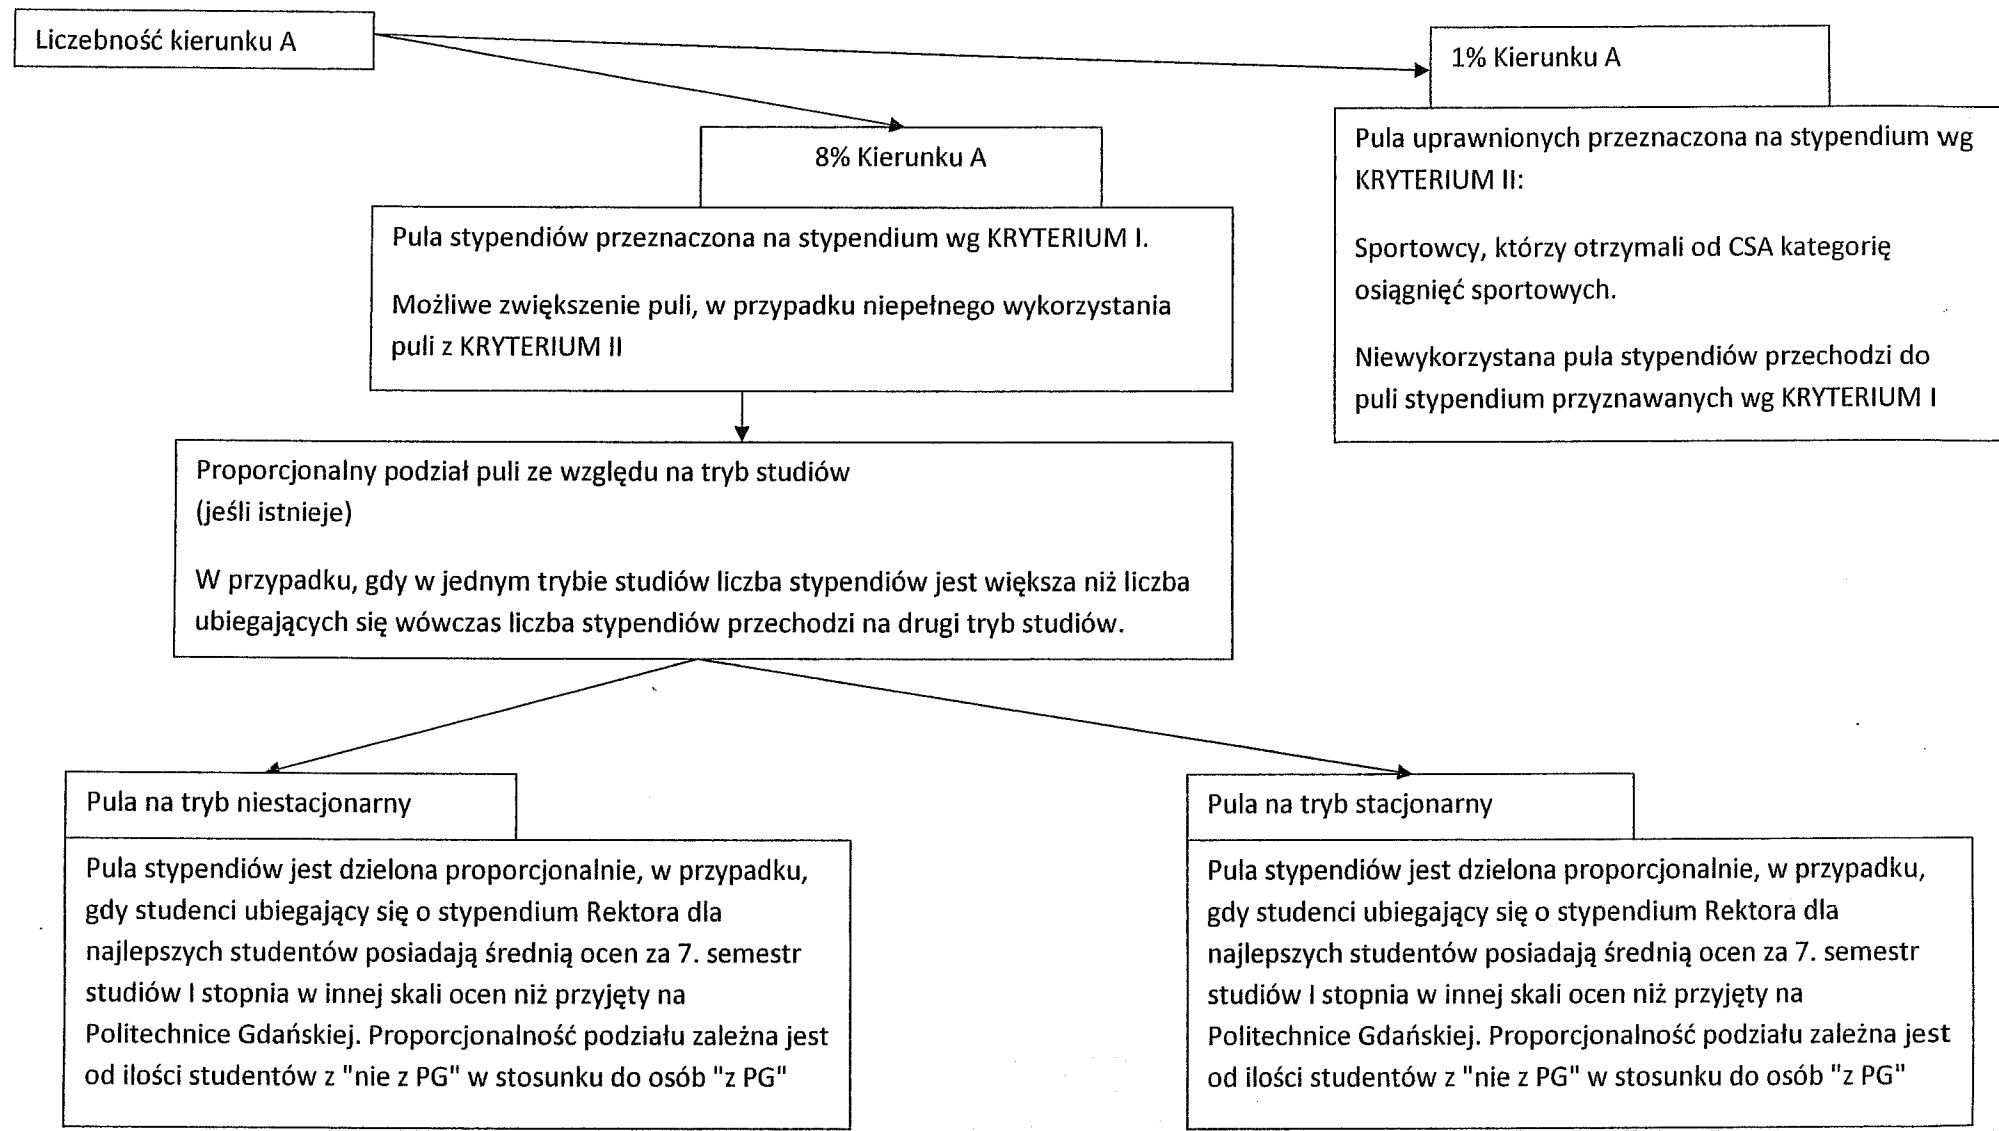 Liczebność kierunku A
1% Kierunku A
Pula uprawnionych przeznaczona na stypendium wg
KRYTERIUM II:
Sportowcy, którzy otrzymali od CSA kategorię
osiągnięć sportowych.
Niewykorzystana pula stypendiów przechodzi do
puli stypendium przyznawanych wg KRYTERIUM I
8% Kierunku A
Pula stypendiów przeznaczona na stypendium wg KRYTERIUM I.
Możliwe zwiększenie puli, w przypadku niepełnego wykorzystania
puli z KRYTERIUM II
Proporcjonalny podział puli ze względu na tryb studiów
(jeśli istnieje)
W przypadku, gdy w jednym trybie studiów liczba stypendiów jest większa niż liczba
ubiegających się wówczas liczba stypendiów przechodzi na drugi tryb studiów.
Pula na tryb niestacjonarny
Pula stypendiów jest dzielona proporcjonalnie, w przypadku,
gdy studenci ubiegający się o stypendium Rektora dla
najlepszych studentów posiadają średnią ocen za 7. semestr
studiów I stopnia w innej skali ocen niż przyjęty na
Politechnice Gdańskiej. Proporcjonalność podziału zależna jest
od ilości studentów z "nie z PG" w stosunku do osób "z PG"
Pula na tryb stacjonarny
Pula stypendiów jest dzielona proporcjonalnie, w przypadku,
gdy studenci ubiegający się o stypendium Rektora dla
najlepszych studentów posiadają średnią ocen za 7. semestr
studiów I stopnia w innej skali ocen niż przyjęty na
Politechnice Gdańskiej. Proporcjonalność podziału zależna jest
od ilości studentów z "nie z PG" w stosunku do osób "z PG"